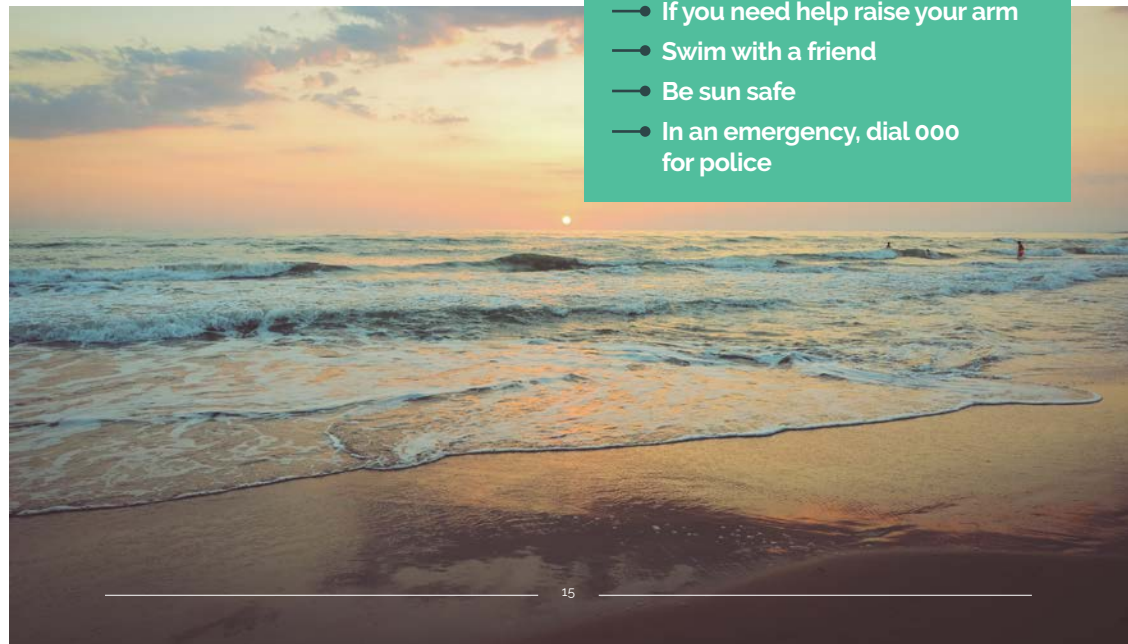 If you need help raise your arm
Swim with a friend
Be sun safe
In an emergency, dial 000
for police
15